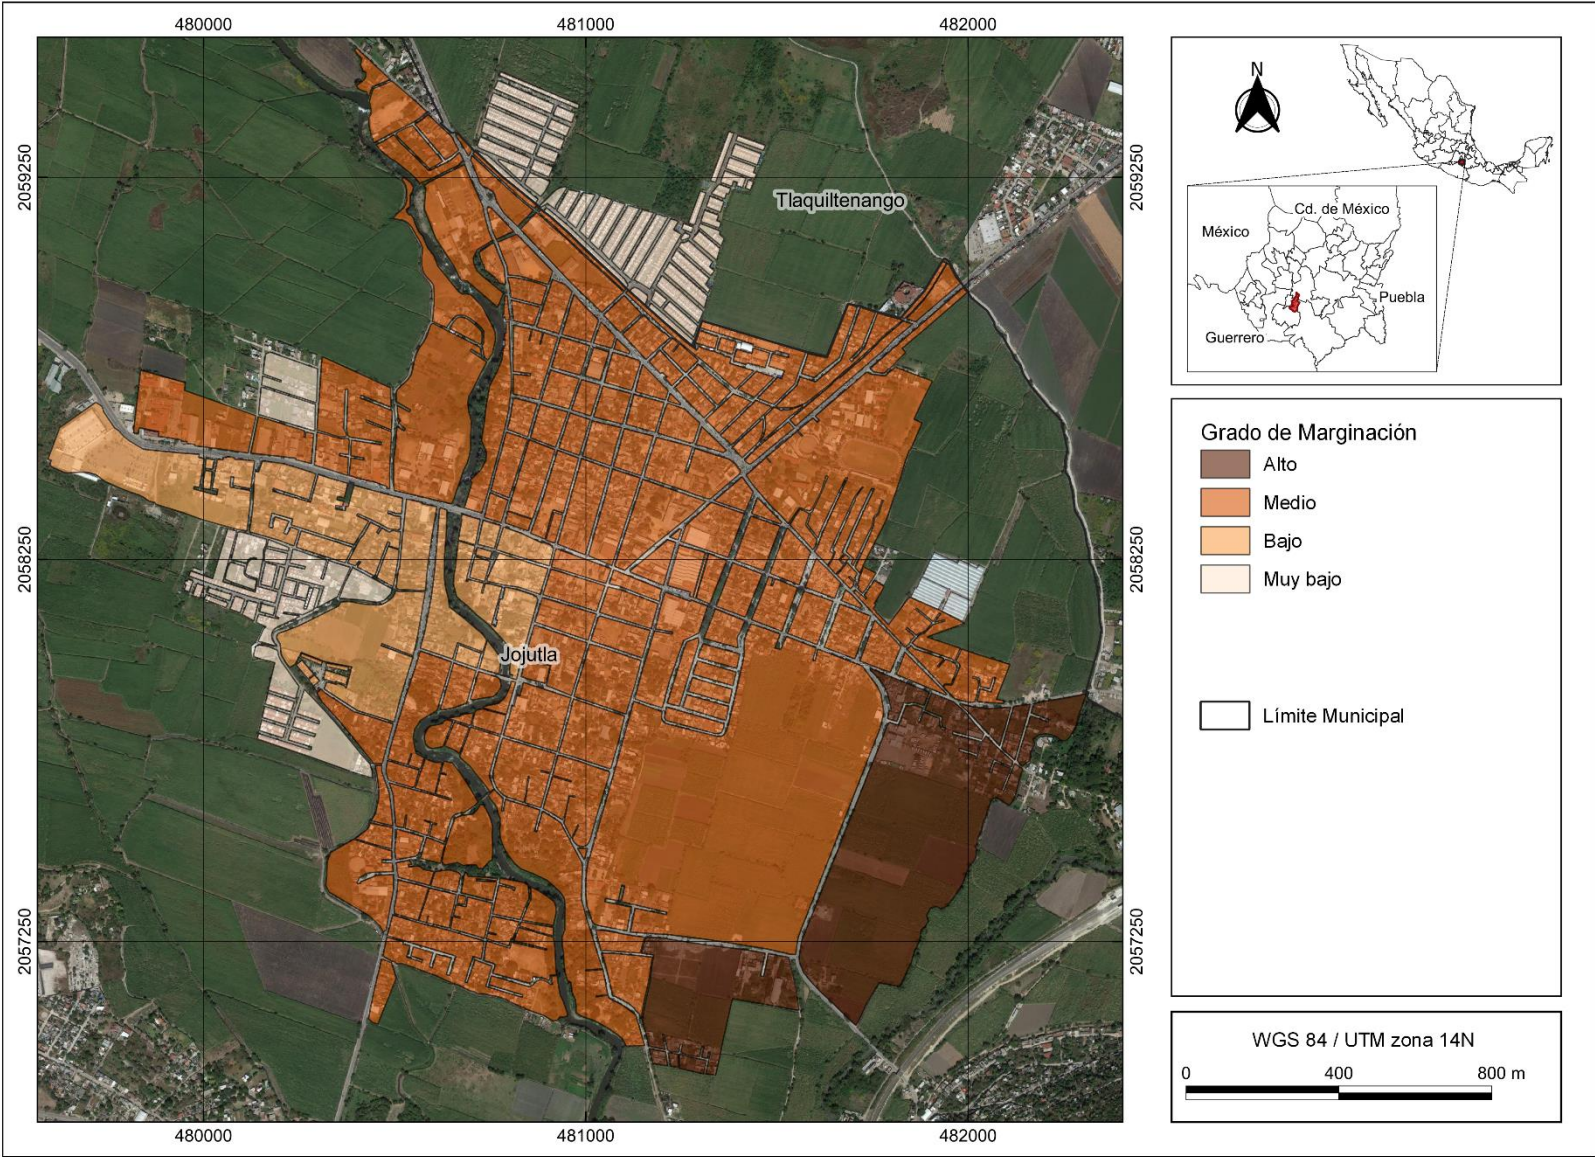 480000
481000
482000
2059250
2059250
Tlaquiltenango
2058250
2058250
Jojutla
2057250
2057250
480000
481000
482000
N
Cd. de México
México
Puebla
Guerrero
Grado de Marginación
Alto
Medio
Bajo
Muy bajo
Límite Municipal
WGS 84 / UTM zona 14N
0
400
800 m